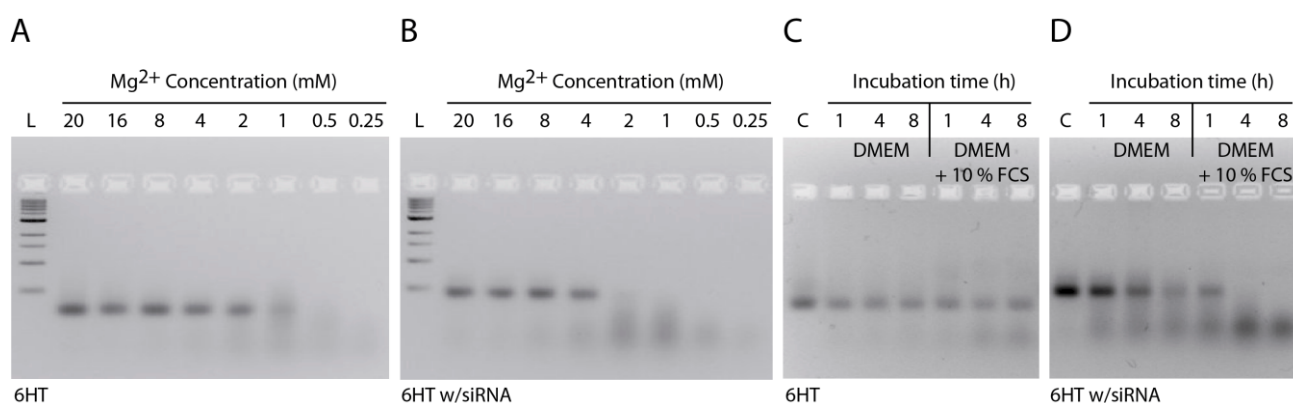 A
Mg2+ Concentration (mM)
L 20 16 8 4 2 1 0.5 0.25
6HT
B
Mg2+ Concentration (mM)
L 20 16 8 4 2 1 0.5 0.25
6HT w/siRNA
C
Incubation time (h)
C 1 4 8 1 4 8
DMEM DMEM
+ 10 % FCS
6HT
D
Incubation time (h)
C 1 4 8 1 4 8
DMEM DMEM
+ 10 % FCS
6HT w/siRNA